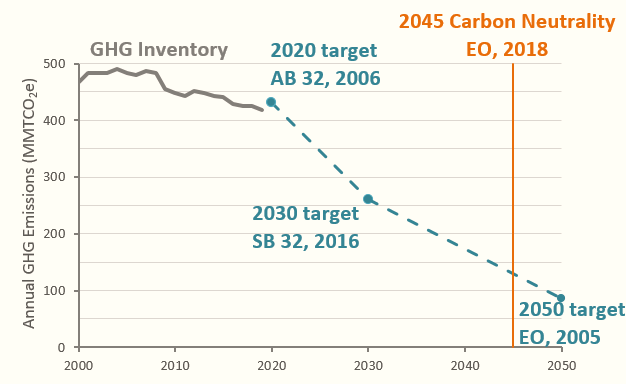 2045 Carbon Neutrality
EO, 2018
GHG Inventory
2020 target
AB 32, 2006
500
400
300
200
100
0
Annual GHG Emissions (MMTCO₂e)
2030 target
SB 32, 2016
2050 target
EO, 2005
2000 2010 2020 2030 2040 2050